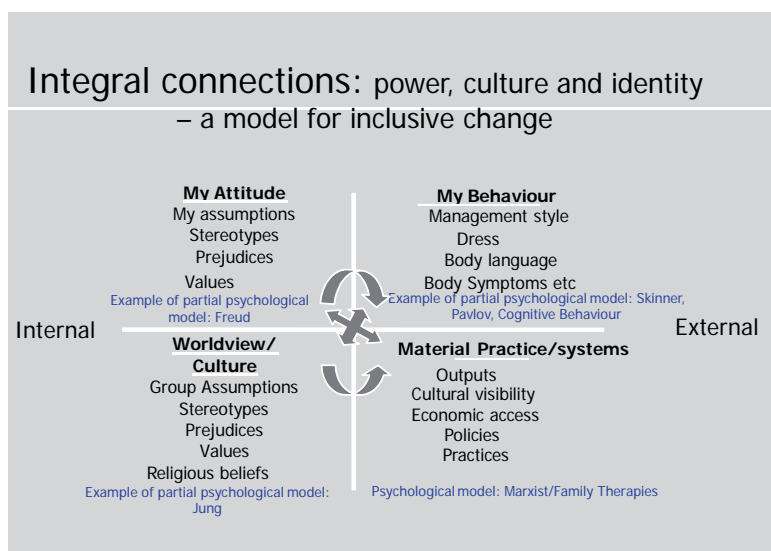 Integral connections: power, culture and identity
– a model for inclusive change
My Attitude
My assumptions
Stereotypes
Prejudices
Values
Example of partial psychological
model: Freud
My Behaviour
Management style
Dress
Body language
Body Symptoms etc
Example of partial psychological model: Skinner,
Pavlov, Cognitive Behaviour
Internal
External
Worldview/
Culture
Group Assumptions
Stereotypes
Prejudices
Values
Religious beliefs
Example of partial psychological model:
Jung
Material Practice/systems
Outputs
Cultural visibility
Economic access
Policies
Practices
Psychological model: Marxist/Family Therapies